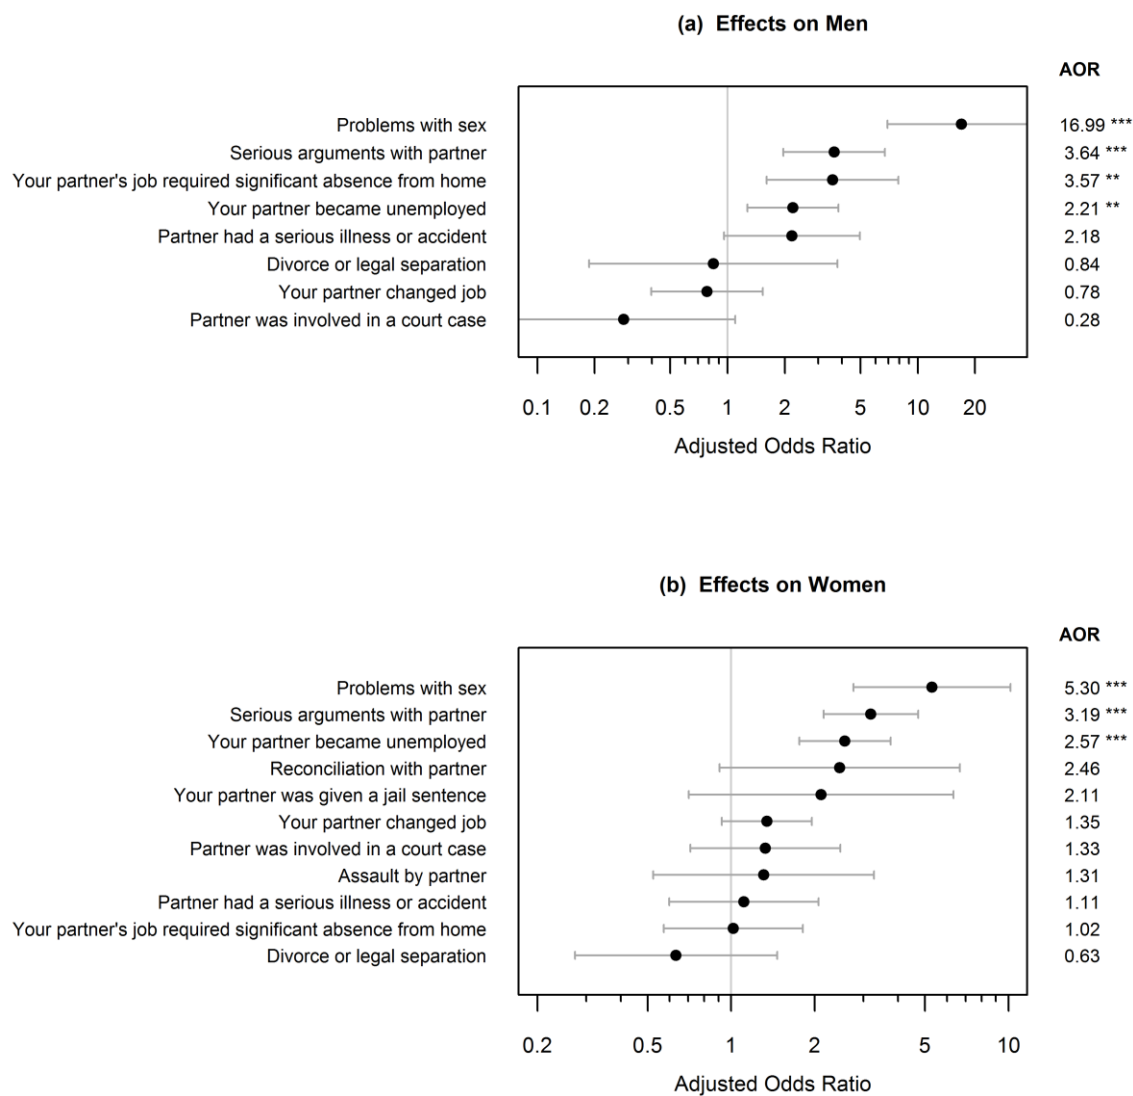 (a) Effects on Men
AOR
Problems with sex 16.99 ***
Serious arguments with partner 3.64 ***
Your partner's job required significant absence from home 3.57 **
Your partner became unemployed 2.21 **
Partner had a serious illness or accident 2.18
Divorce or legal separation 0.84
Your partner changed job 0.78
Partner was involved in a court case 0.28
0.1 0.2 0.5 1 2 5 10 20
Adjusted Odds Ratio
(b) Effects on Women
AOR
Problems with sex 5.30 ***
Serious arguments with partner 3.19 ***
Your partner became unemployed 2.57 ***
Reconciliation with partner 2.46
Your partner was given a jail sentence 2.11
Your partner changed job 1.35
Partner was involved in a court case 1.33
Assault by partner 1.31
Partner had a serious illness or accident 1.11
Your partner's job required significant absence from home 1.02
Divorce or legal separation 0.63
0.2 0.5 1 2 5 10
Adjusted Odds Ratio